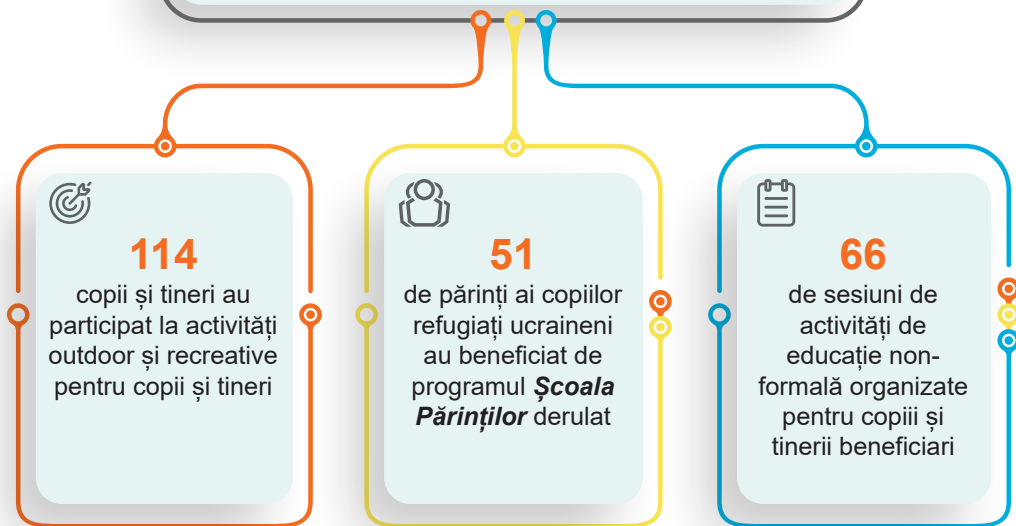 114
copii și tineri au
participat la activități
outdoor și recreative
pentru copii și tineri
51
de părinți ai copiilor
refugiați ucraineni
au beneficiat de
programul Școala
Părinților derulat
66
de sesiuni de
activități de
educație non-
formală organizate
pentru copiii și
tinerii beneficiari